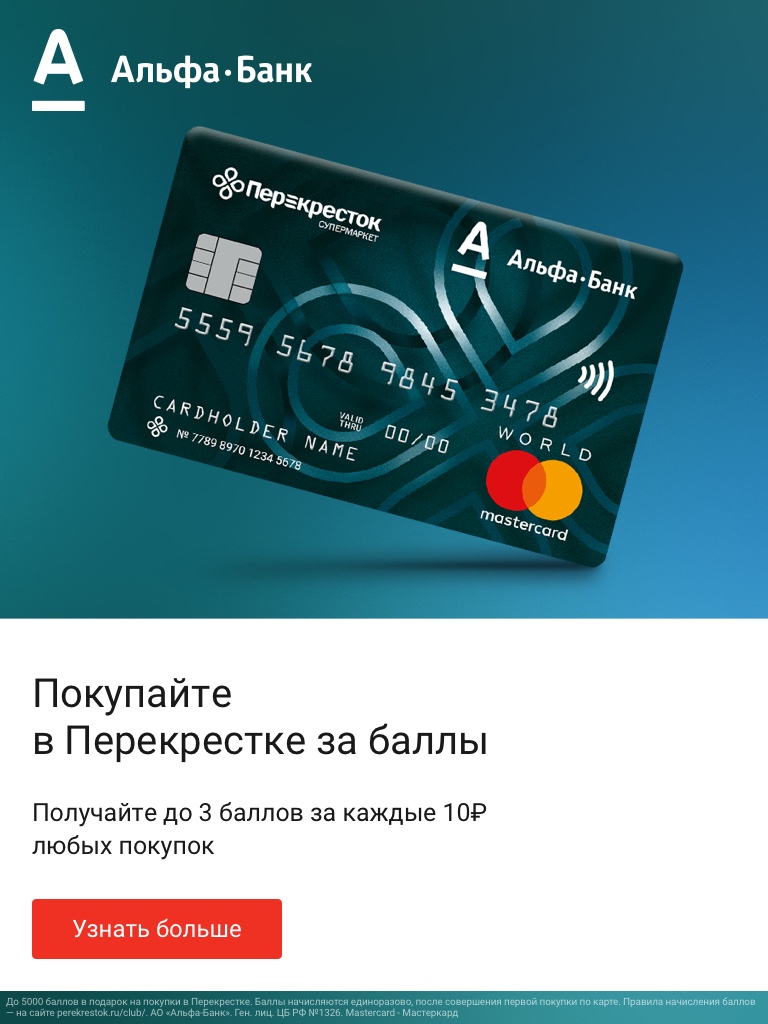 А
Альфа·Банк
Перекресток
СУПЕРМАРКЕТ
А
Альфа·Банк
5559 5678 9845 3478
VALID
THRU
00/00
CARDHOLDER NAME
№ 7789 8970 1234 5678
WORLD
mastercard
Покупайте
в Перекрестке за баллы
Получайте до 3 баллов за каждые 10₽
любых покупок
Узнать больше
До 5000 баллов в подарок на покупки в Перекрестке. Баллы начисляются единоразово, после совершения первой покупки по карте. Правила начисления баллов
— на сайте perekrestok.ru/club/. АО «Альфа-Банк». Ген. лиц. ЦБ РФ №1326. Mastercard - Мастеркард